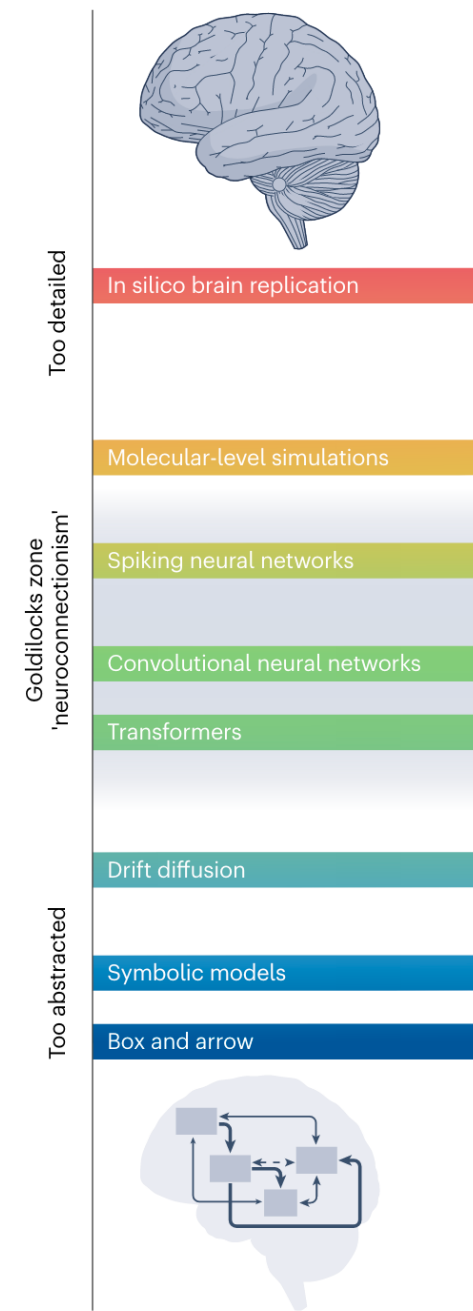 Too detailed
In silico brain replication
Molecular-level simulations
Goldilocks zone
'neuroconnectionism'
Spiking neural networks
Convolutional neural networks
Transformers
Drift diffusion
Too abstracted
Symbolic models
Box and arrow